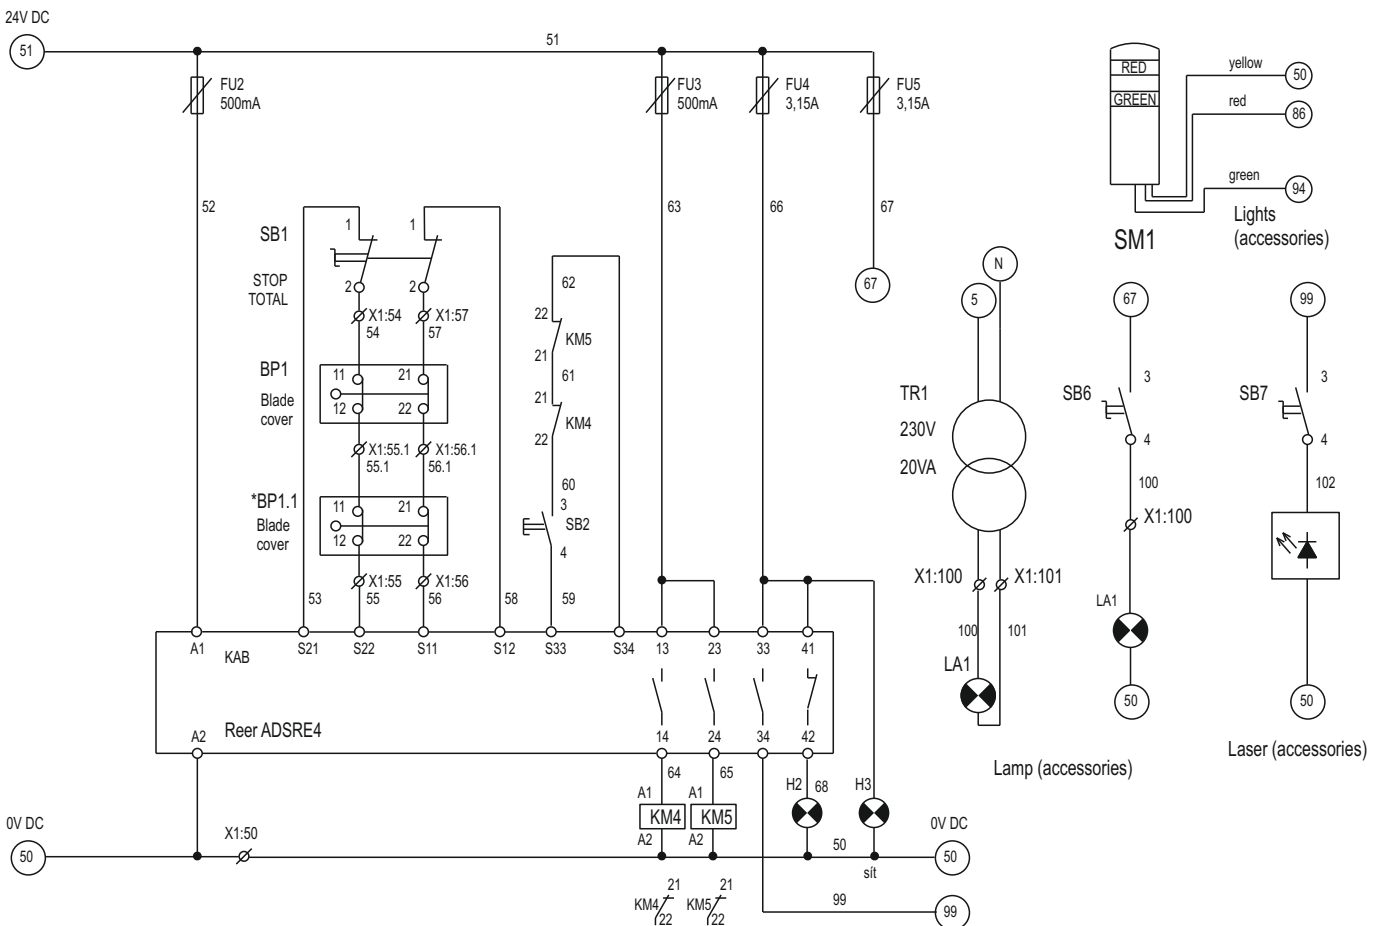 24V DC
51
51
FU2
500mA
FU3
500mA
FU4
3,15A
FU5
3,15A
52
63
66
67
67
SB1
1
1
STOP
TOTAL
2
2
X1:54
54
X1:57
57
BP1
Blade
cover
11
21
12
22
X1:55.1
55.1
X1:56.1
56.1
*BP1.1
Blade
cover
11
21
12
22
X1:55
55
X1:56
56
53
58
62
22
KM5
21
61
21
KM4
22
60
3
SB2
4
59
A1
KAB
S21
S22
S11
S12
S33
S34
13
23
33
41
A2
Reer ADSRE4
14
24
34
42
64
65
A1
KM4
A2
A1
KM5
A2
H2
68
H3
0V DC
50
X1:50
50
sít
0V DC
50
21
KM4
22
21
KM5
22
99
99
RED
GREEN
yellow
50
red
86
green
94
SM1
Lights
(accessories)
N
5
TR1
230V
20VA
X1:100
X1:101
100
101
LA1
67
SB6
3
4
100
X1:100
LA1
50
Lamp (accessories)
99
SB7
3
4
102
50
Laser (accessories)